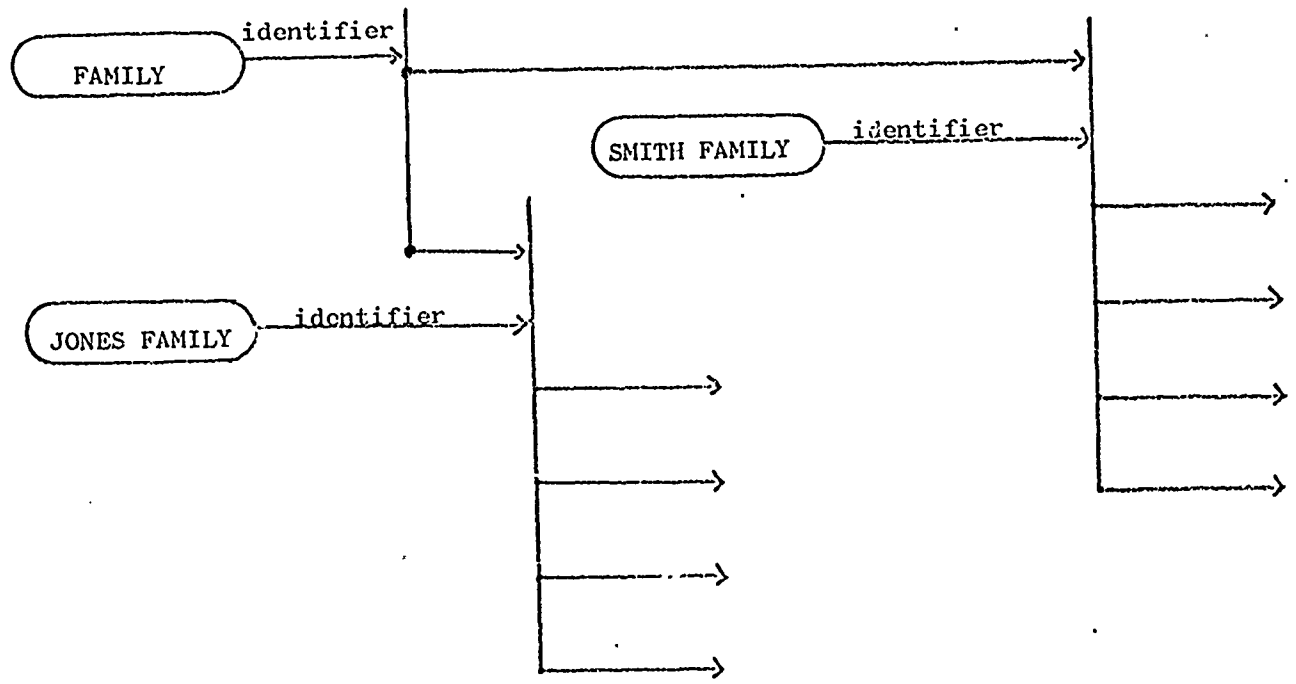 identifier
FAMILY
identifier
SMITH FAMILY
identifier
JONES FAMILY